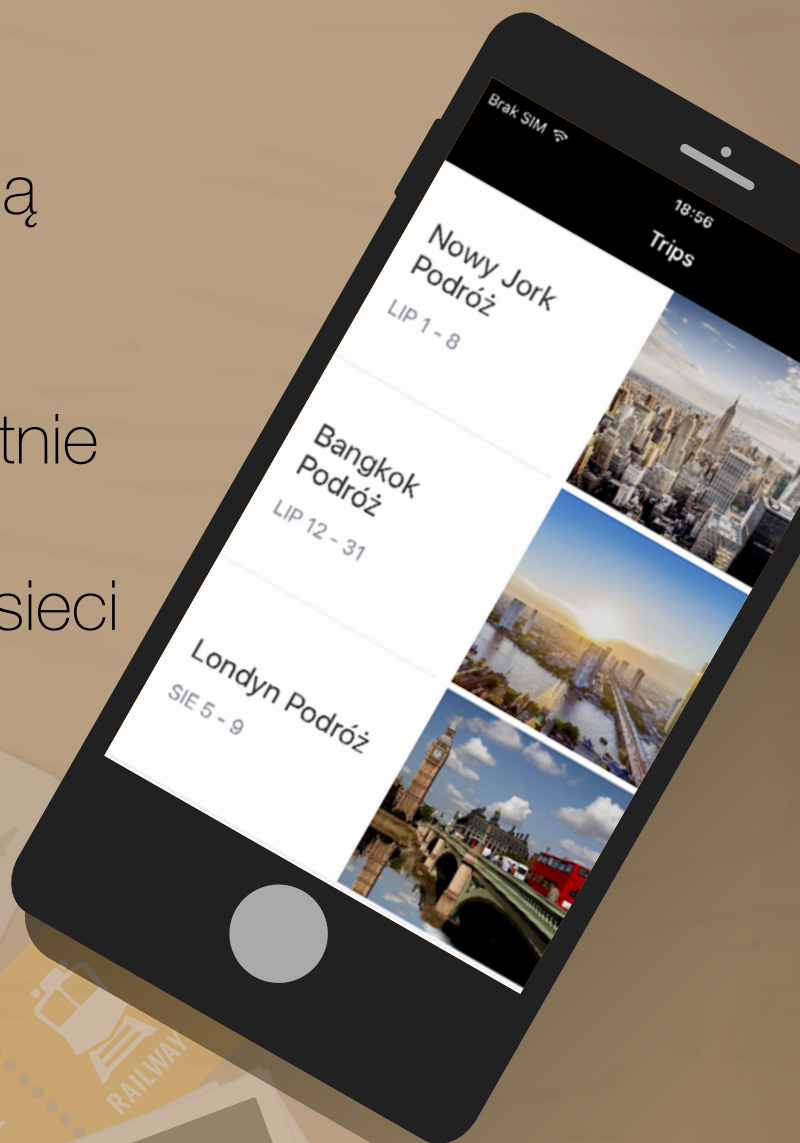 ą
tnie
sieci
Brak SIM
18:56
Trips
Nowy Jork
Podróż
LIP 1 - 8
Bangkok
Podróż
LIP 12 - 31
Londyn Podróż
SIE 5 - 9
RAILWAY